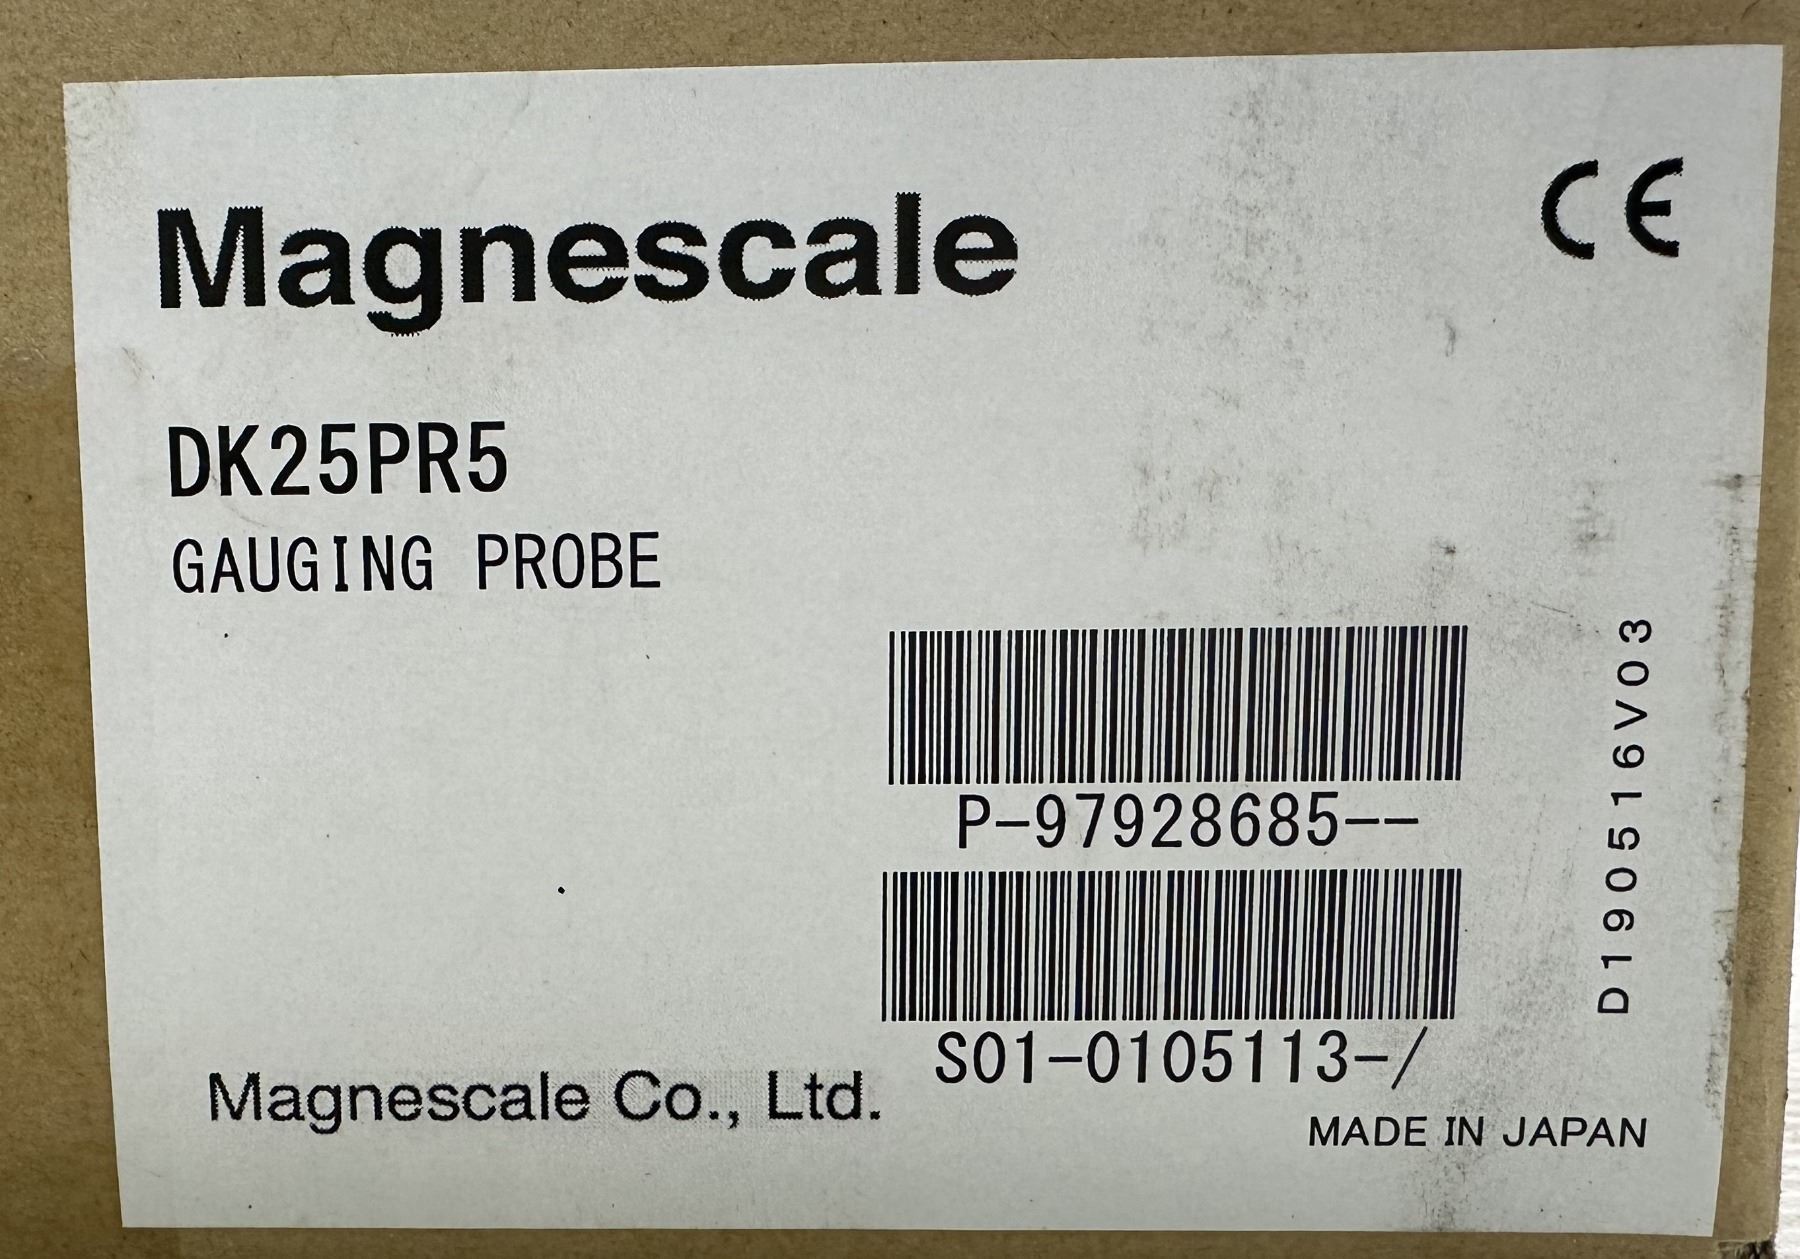 Magnescale
CE
DK25PR5
GAUGING PROBE
P-97928685--
S01-0105113-/
D190516V03
Magnescale Co., Ltd.
MADE IN JAPAN